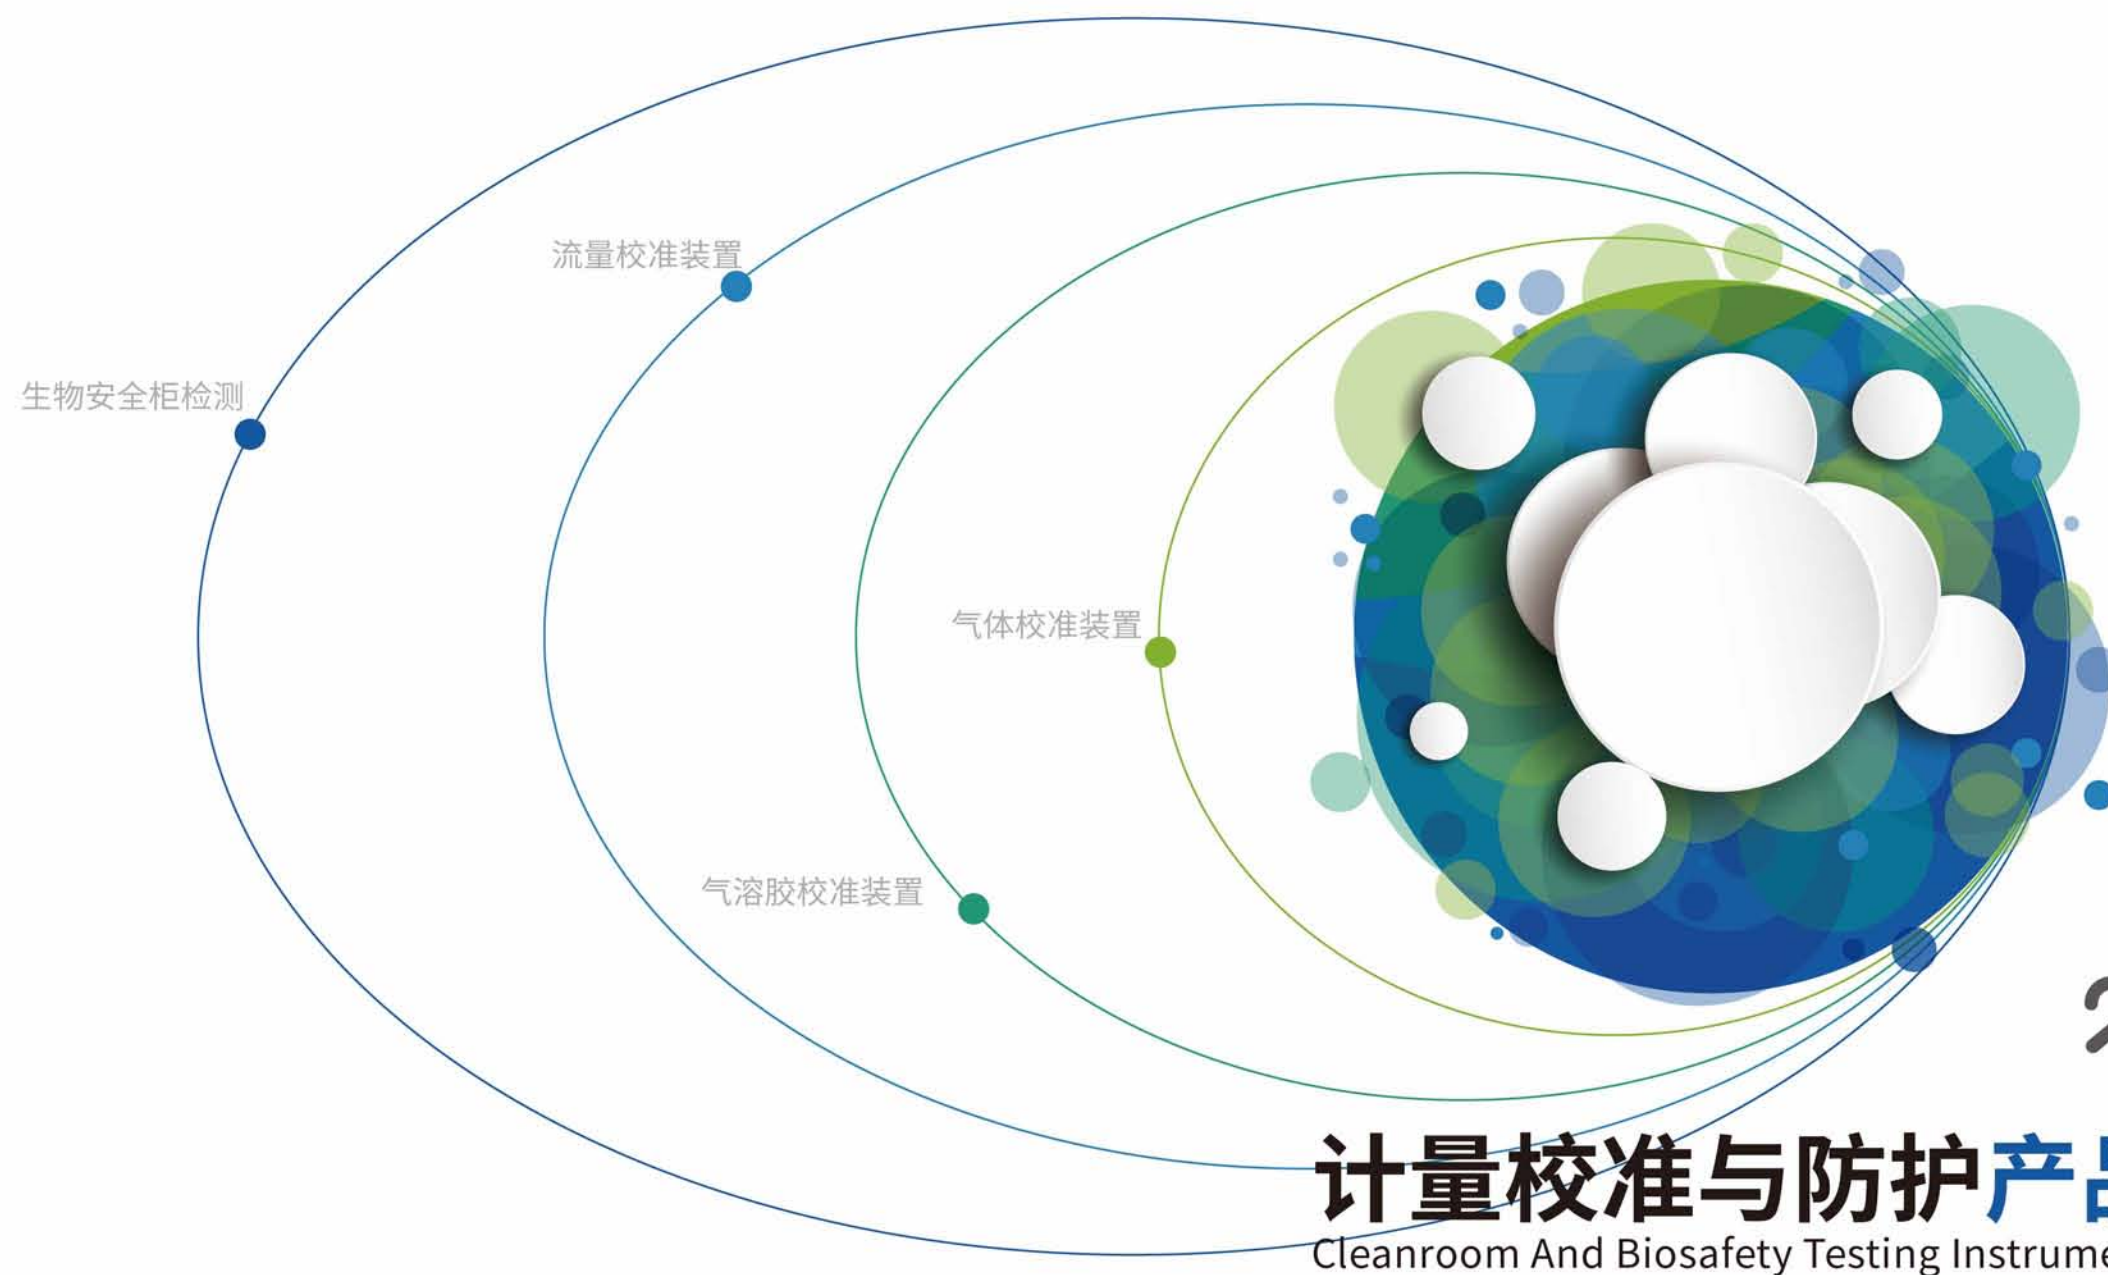 流量校准装置
生物安全柜检测
气体校准装置
气溶胶校准装置
计量校准与防护产
Cleanroom And Biosafety Testing